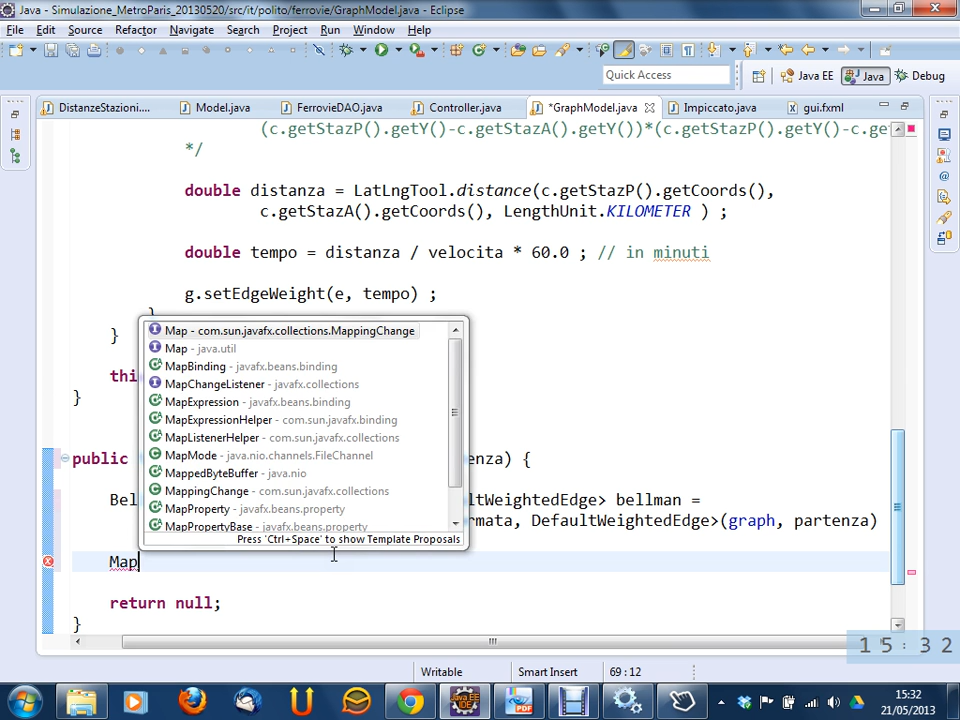 Java - Simulazione_MetroParis_20130520/src/it/polito/ferrovie/GraphModel.java - Eclipse
File Edit Source Refactor Navigate Search Project Run Window Help
Quick Access
Java EE
Java
Debug
DistanzeStazioni....
Model.java
FerrovieDAO.java
Controller.java
*GraphModel.java
Impiccato.java
gui.fxml
(c.getStazP().getY()-c.getStazA().getY())*(c.getStazP().getY()-c.ge
*/
double distanza = LatLngTool.distance(c.getStazP().getCoords(),
c.getStazA().getCoords(), LengthUnit.KILOMETER ) ;
double tempo = distanza / velocita * 60.0 ; // in minuti
g.setEdgeWeight(e, tempo) ;
}
thi
}
Map - com.sun.javafx.collections.MappingChange
Map - java.util
MapBinding - javafx.beans.binding
MapChangeListener - javafx.collections
MapExpression - javafx.beans.binding
MapExpressionHelper - com.sun.javafx.binding
MapListenerHelper - com.sun.javafx.collections
MapMode - java.nio.channels.FileChannel
MappedByteBuffer - java.nio
MappingChange - com.sun.javafx.collections
MapProperty - javafx.beans.property
MapPropertyBase - javafx.beans.property
Press 'Ctrl+Space' to show Template Proposals
public enza) {
Bel ultWeightedEdge> bellman =
rmata, DefaultWeightedEdge>(graph, partenza)
Map
return null;
}
15:32
Writable
Smart Insert
69 : 12
15:32
21/05/2013